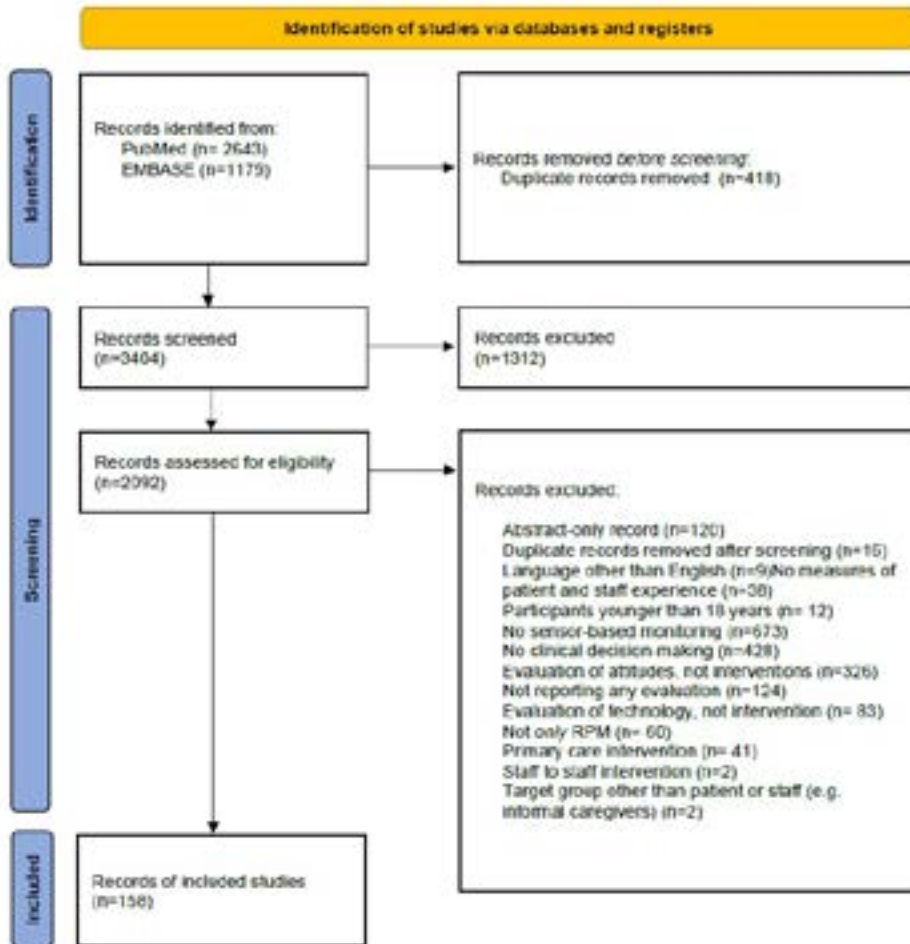 Identification of studies via databases and registers
Identification
Records identified from:
PubMed (n= 2643)
EMBASE (n=1179)
Records removed before screening:
Duplicate records removed (n=418)
Screening
Records screened
(n=3404)
Records excluded
(n=1312)
Records assessed for eligibility
(n=2092)
Records excluded:
Abstract-only record (n=120)
Duplicate records removed after screening (n=16)
Language other than English (n=9)No measures of
patient and staff experience (n=38)
Participants younger than 18 years (n= 12)
No sensor-based monitoring (n=673)
No clinical decision making (n=428)
Evaluation of attitudes, not interventions (n=326)
Not reporting any evaluation (n=124)
Evaluation of technology, not intervention (n= 83)
Not only RPM (n= 60)
Primary care intervention (n= 41)
Staff to staff intervention (n=2)
Target group other than patient or staff (e.g.
informal caregivers) (n=2)
Included
Records of included studies
(n=158)